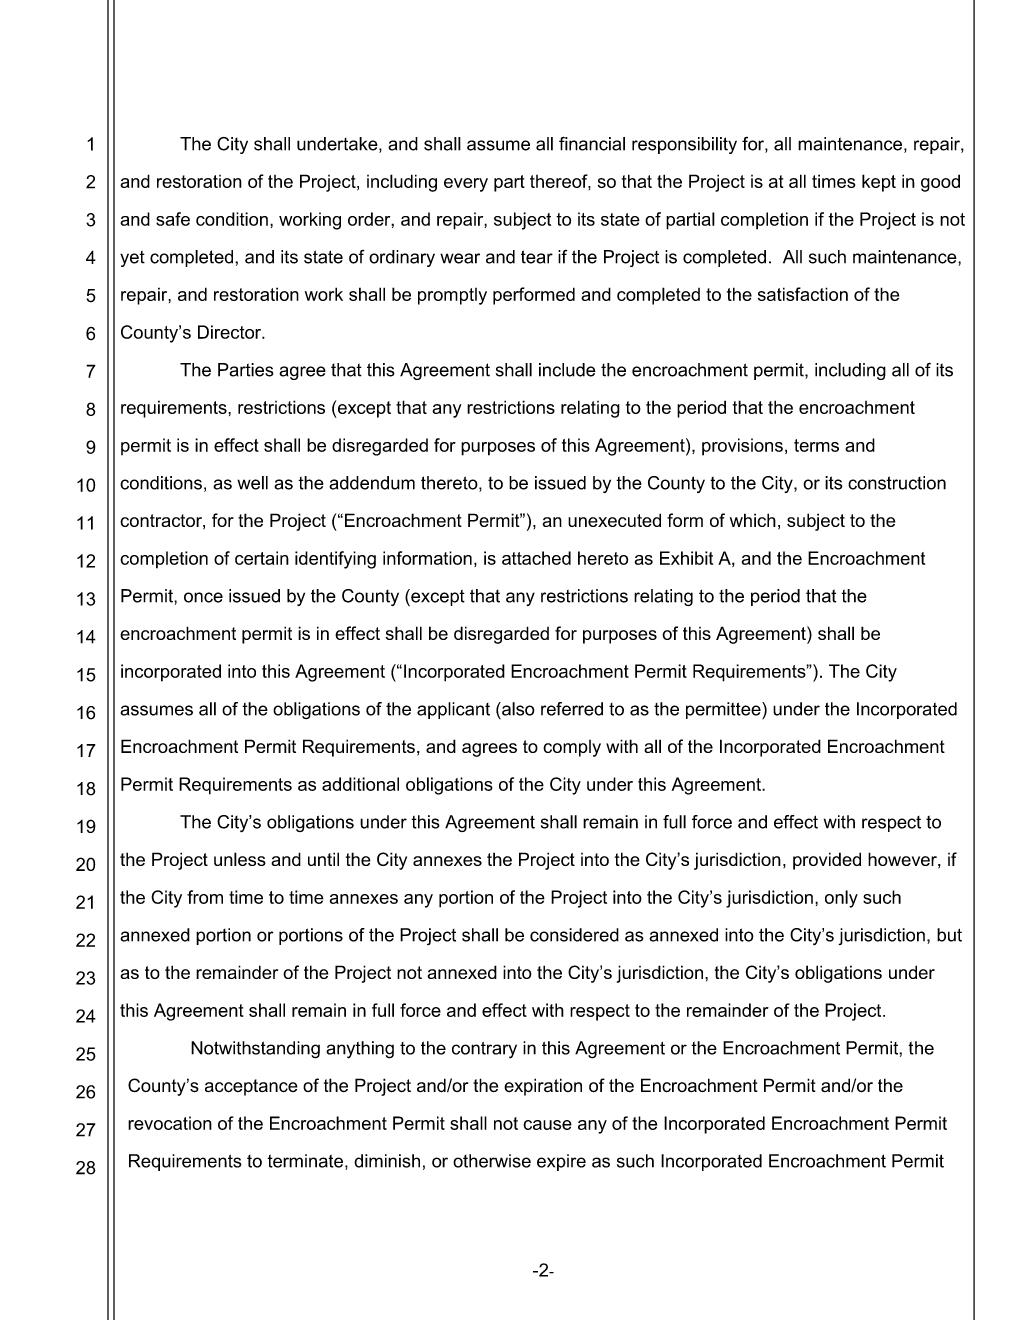 1 The City shall undertake, and shall assume all financial responsibility for, all maintenance, repair,
2 and restoration of the Project, including every part thereof, so that the Project is at all times kept in good
3 and safe condition, working order, and repair, subject to its state of partial completion if the Project is not
4 yet completed, and its state of ordinary wear and tear if the Project is completed.  All such maintenance,
5 repair, and restoration work shall be promptly performed and completed to the satisfaction of the
6 County’s Director.
7 The Parties agree that this Agreement shall include the encroachment permit, including all of its
8 requirements, restrictions (except that any restrictions relating to the period that the encroachment
9 permit is in effect shall be disregarded for purposes of this Agreement), provisions, terms and
10 conditions, as well as the addendum thereto, to be issued by the County to the City, or its construction
11 contractor, for the Project (“Encroachment Permit”), an unexecuted form of which, subject to the
12 completion of certain identifying information, is attached hereto as Exhibit A, and the Encroachment
13 Permit, once issued by the County (except that any restrictions relating to the period that the
14 encroachment permit is in effect shall be disregarded for purposes of this Agreement) shall be
15 incorporated into this Agreement (“Incorporated Encroachment Permit Requirements”). The City
16 assumes all of the obligations of the applicant (also referred to as the permittee) under the Incorporated
17 Encroachment Permit Requirements, and agrees to comply with all of the Incorporated Encroachment
18 Permit Requirements as additional obligations of the City under this Agreement.
19 The City’s obligations under this Agreement shall remain in full force and effect with respect to
20 the Project unless and until the City annexes the Project into the City’s jurisdiction, provided however, if
21 the City from time to time annexes any portion of the Project into the City’s jurisdiction, only such
22 annexed portion or portions of the Project shall be considered as annexed into the City’s jurisdiction, but
23 as to the remainder of the Project not annexed into the City’s jurisdiction, the City’s obligations under
24 this Agreement shall remain in full force and effect with respect to the remainder of the Project.
25 Notwithstanding anything to the contrary in this Agreement or the Encroachment Permit, the
26 County’s acceptance of the Project and/or the expiration of the Encroachment Permit and/or the
27 revocation of the Encroachment Permit shall not cause any of the Incorporated Encroachment Permit
28 Requirements to terminate, diminish, or otherwise expire as such Incorporated Encroachment Permit
-2-